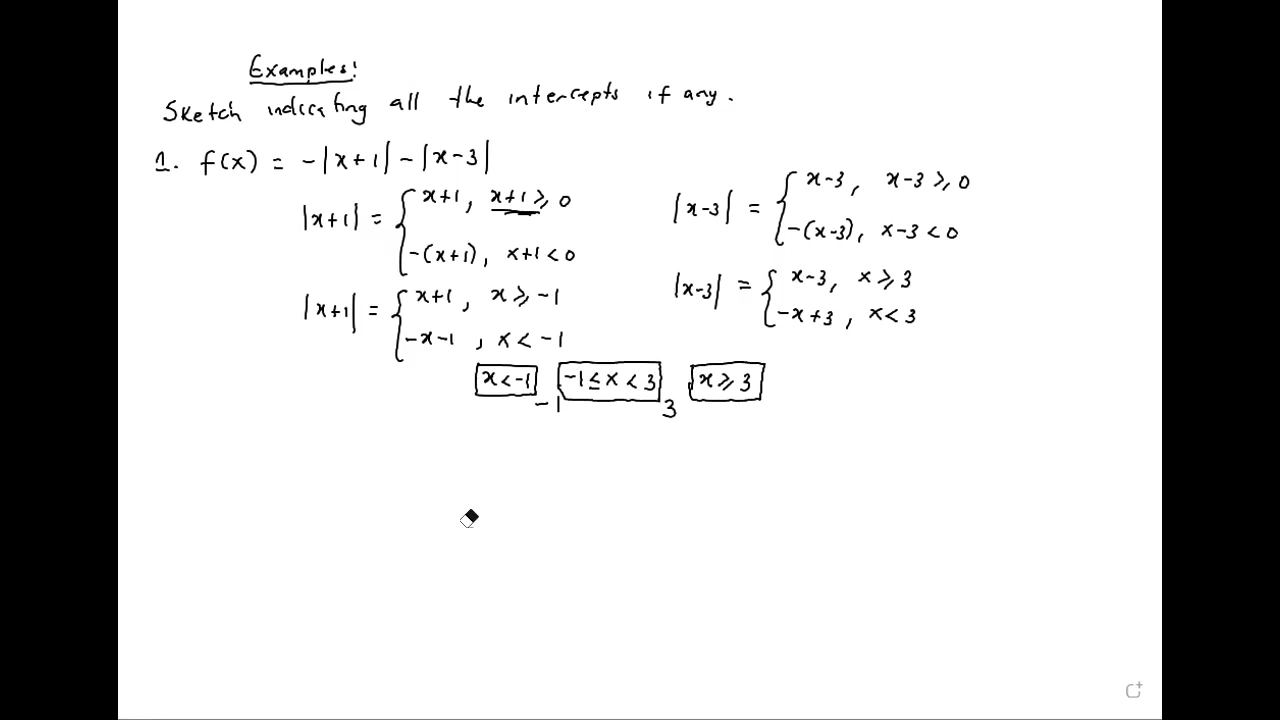 Examples:
Sketch indicating all the intercepts if any.
1. f(x) = -|x+1| - |x-3|
|x+1| = { x+1, x+1 ≥ 0
-(x+1), x+1 < 0
|x-3| = { x-3, x-3 ≥ 0
-(x-3), x-3 < 0
|x+1| = { x+1, x ≥ -1
-x-1, x < -1
|x-3| = { x-3, x ≥ 3
-x+3, x < 3
x < -1 -1 ≤ x < 3 x ≥ 3
-1 3